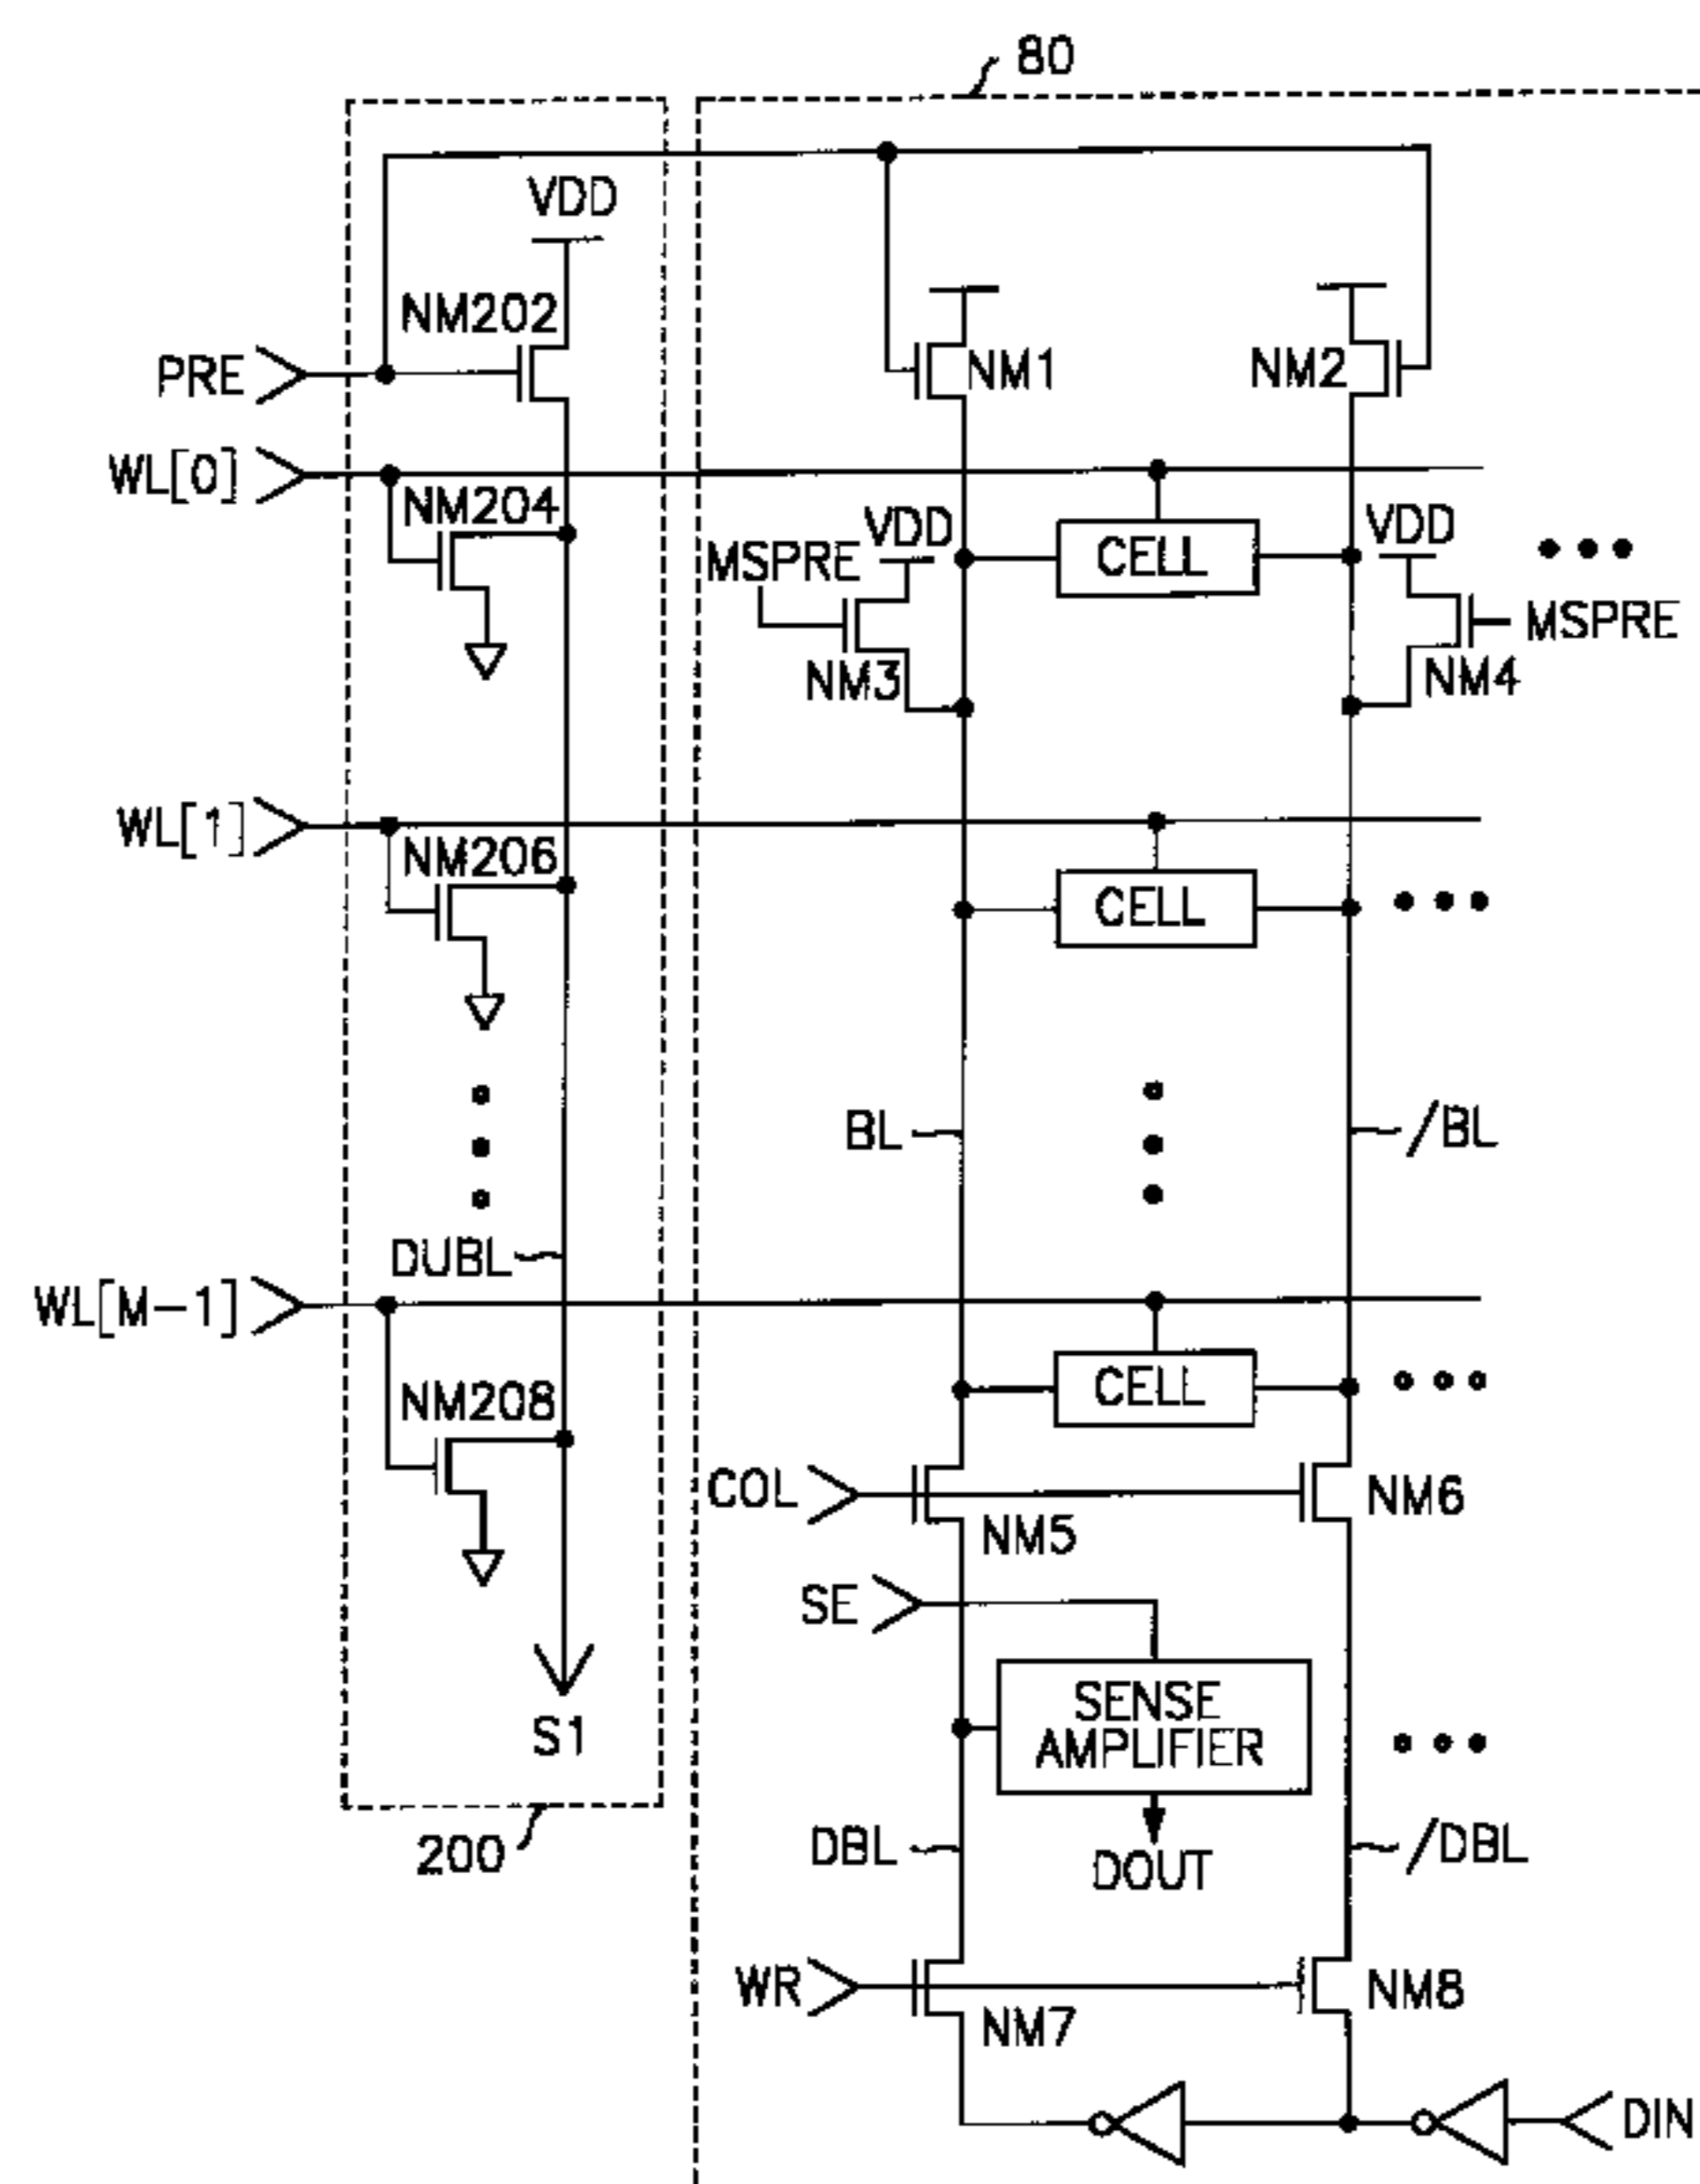 80
VDD
NM202
PRE
NM1
NM2
WL[0]
NM204
VDD
CELL
VDD
MSPRE
MSPRE
NM3
NM4
WL[1]
NM206
CELL
BL
/BL
DUBL
WL[M-1]
CELL
NM208
COL
NM5
NM6
SE
SENSE
AMPLIFIER
S1
200
DBL
DOUT
/DBL
WR
NM7
NM8
DIN